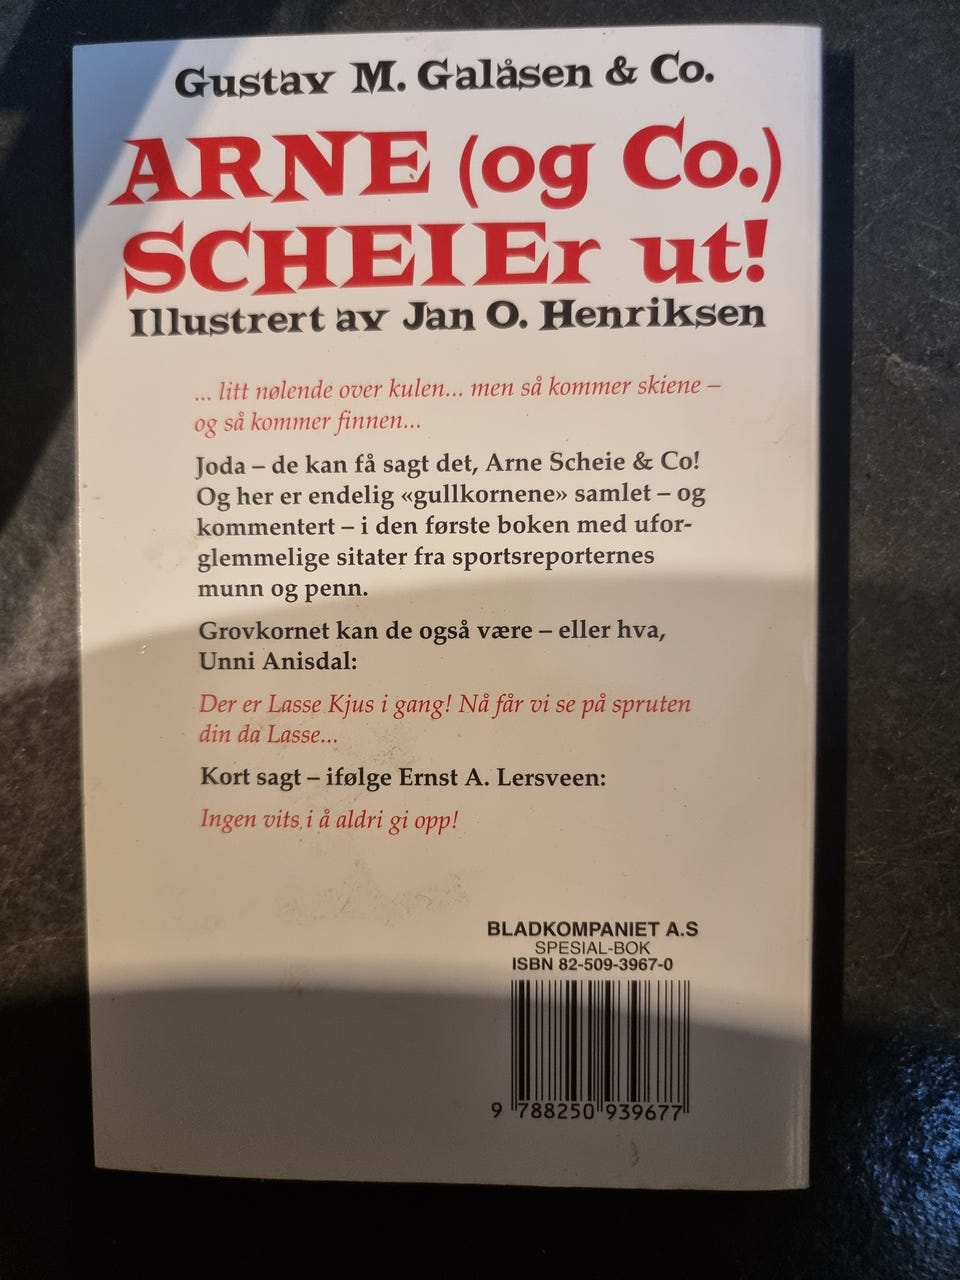 Gustav M. Galåsen & Co.
ARNE (og Co.)
SCHEIEr ut!
Illustrert av Jan O. Henriksen
... litt nølende over kulen... men så kommer skiene –
og så kommer finnen...
Joda – de kan få sagt det, Arne Scheie & Co!
Og her er endelig «gullkornene» samlet – og
kommentert – i den første boken med ufor-
glemmelige sitater fra sportsreporternes
munn og penn.
Grovkornet kan de også være – eller hva,
Unni Anisdal:
Der er Lasse Kjus i gang! Nå får vi se på spruten
din da Lasse...
Kort sagt – ifølge Ernst A. Lersveen:
Ingen vits i å aldri gi opp!
BLADKOMPANIET A.S
SPESIAL-BOK
ISBN 82-509-3967-0
9 788250 939677